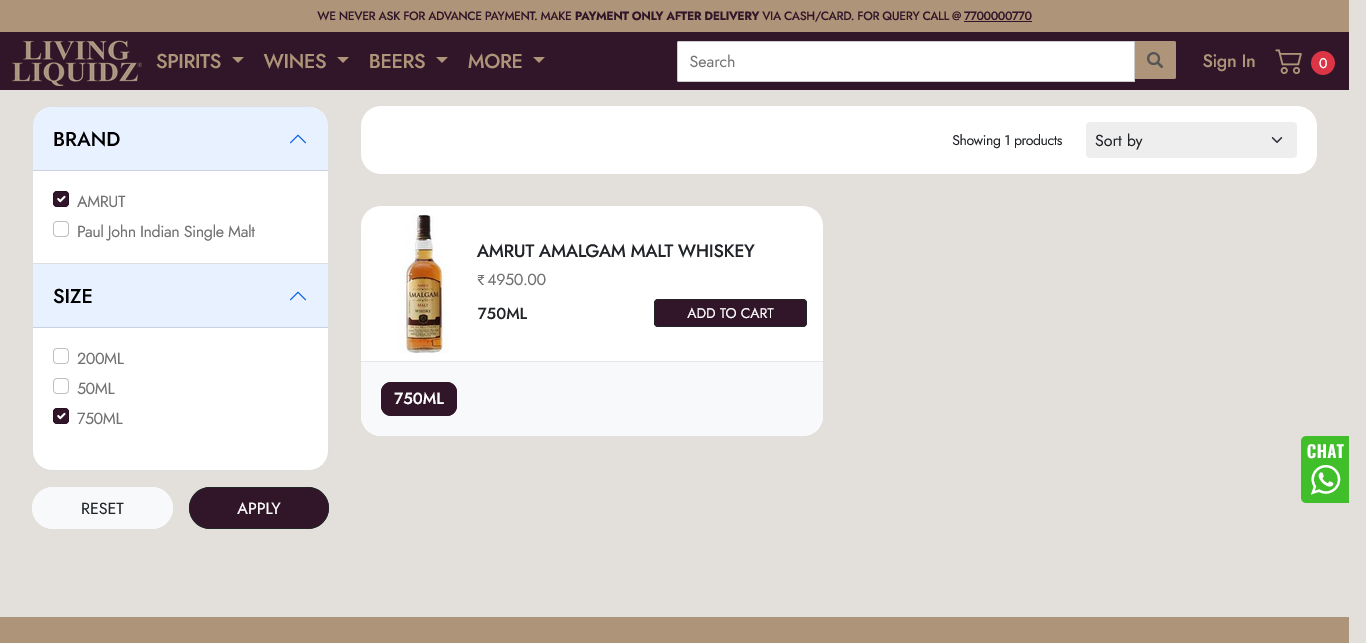 WE NEVER ASK FOR ADVANCE PAYMENT. MAKE PAYMENT ONLY AFTER DELIVERY VIA CASH/CARD. FOR QUERY CALL @ 7700000770
LIVING
LIQUIDZ
SPIRITS
WINES
BEERS
MORE
Search
Sign In
0
BRAND
AMRUT
Paul John Indian Single Malt
SIZE
200ML
50ML
750ML
RESET
APPLY
Showing 1 products
Sort by
AMALGAM
MALT
WHISKY
AMRUT AMALGAM MALT WHISKEY
₹ 4950.00
750ML
ADD TO CART
750ML
CHAT